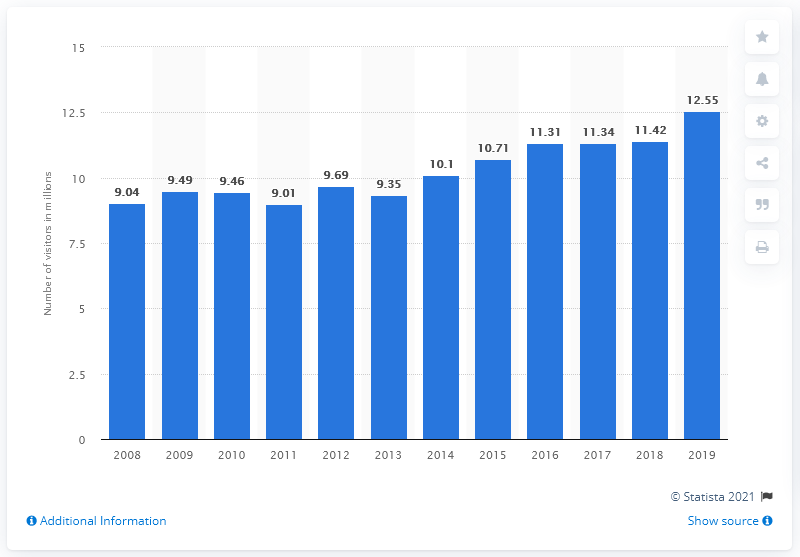 15
12.55
12.5
11.31 11.34 11.42
10.71
10.1
10
9.49 9.46 9.69 9.35
9.04 9.01
7.5
5
2.5
0
Number of visitors in millions
2008 2009 2010 2011 2012 2013 2014 2015 2016 2017 2018 2019
© Statista 2021
Additional Information Show source